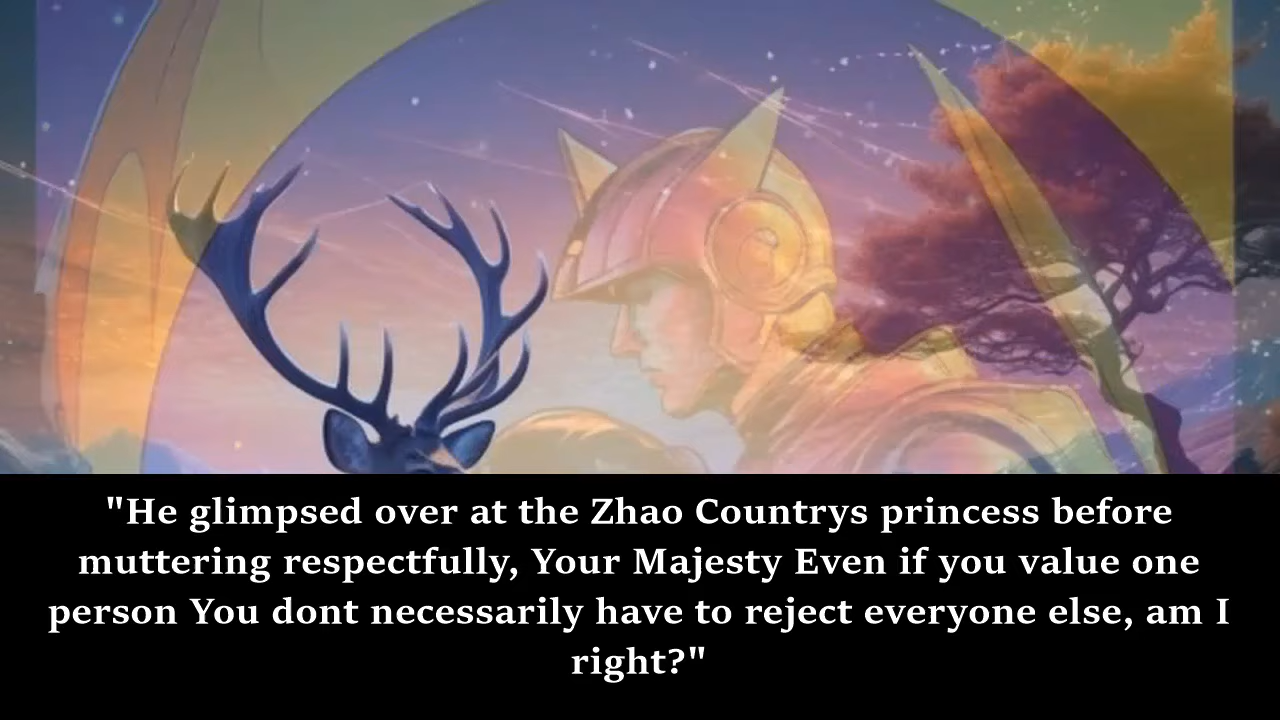 "He glimpsed over at the Zhao Countrys princess before
muttering respectfully, Your Majesty Even if you value one
person You dont necessarily have to reject everyone else, am I
right?"